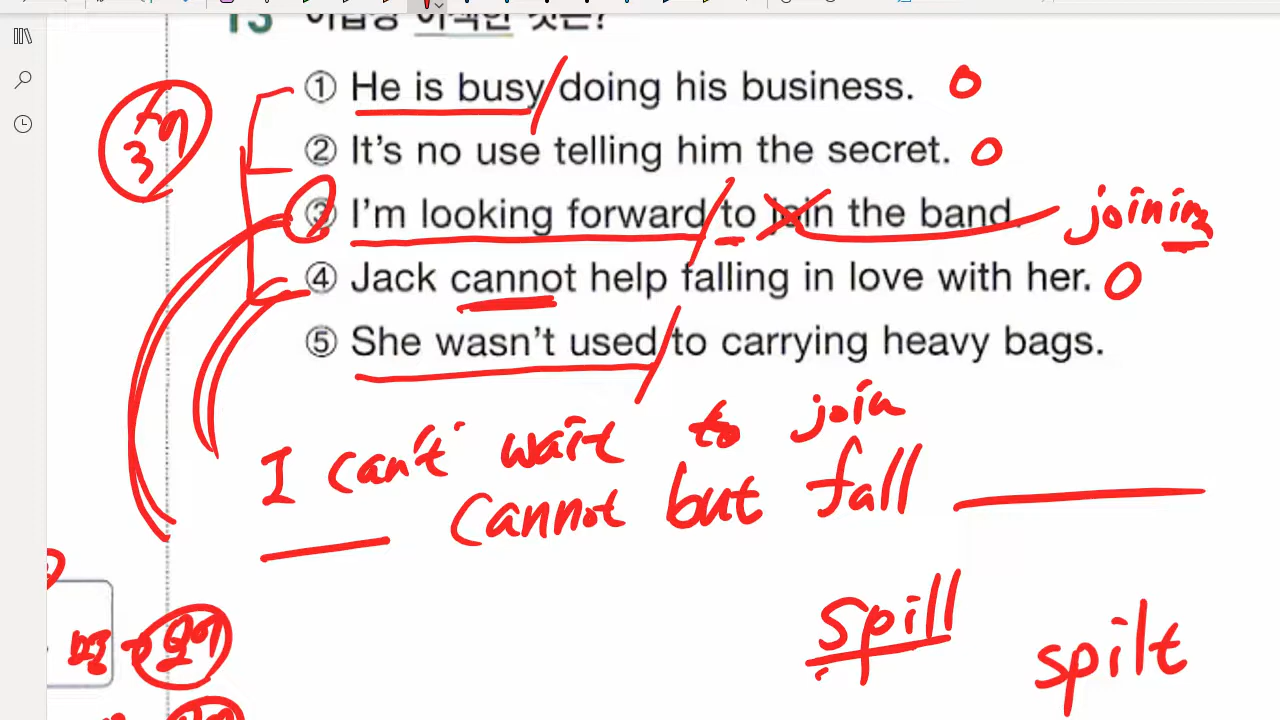 13 어법상 어색한 것은?
① He is busy doing his business.
② It's no use telling him the secret.
③ I'm looking forward to join the band. joining
④ Jack cannot help falling in love with her.
⑤ She wasn't used to carrying heavy bags.
I can't wait to join
cannot but fall
spill spilt